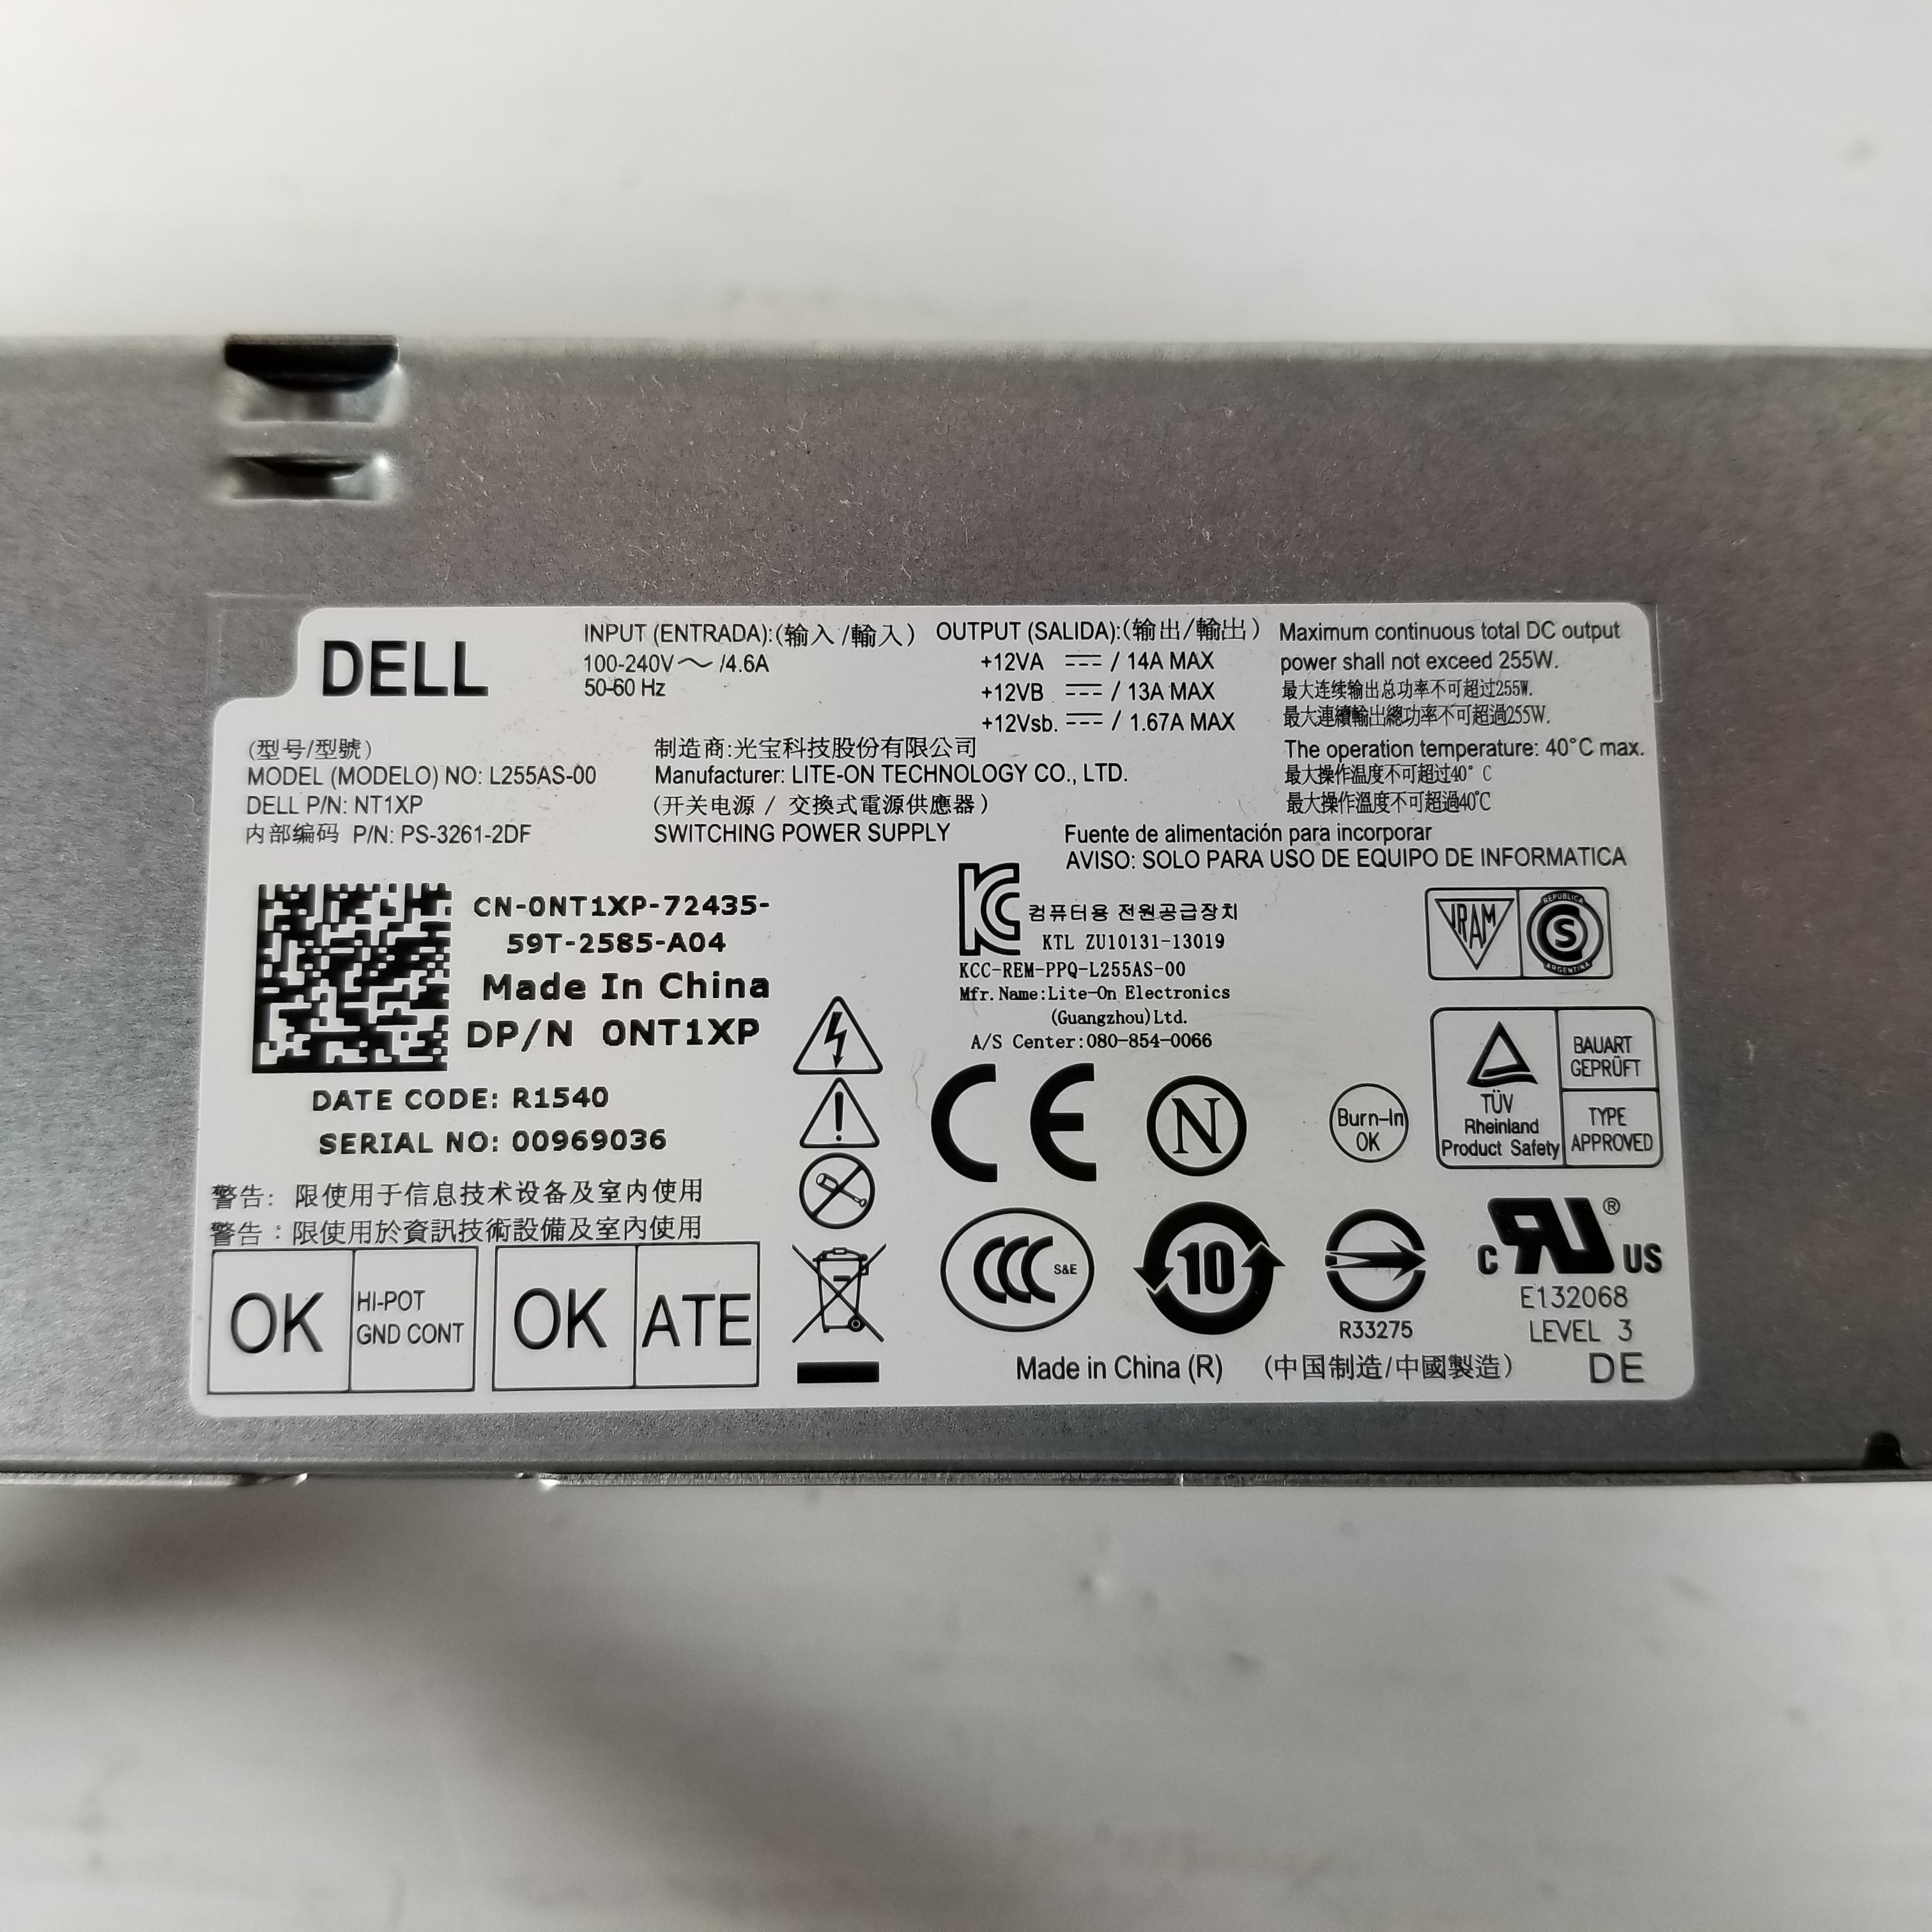 DELL
INPUT (ENTRADA):(输入 /輸入)
100-240V～ /4.6A
50-60 Hz
OUTPUT (SALIDA):(输出/輸出)
+12VA ⎓ / 14A MAX
+12VB ⎓ / 13A MAX
+12Vsb. ⎓ / 1.67A MAX
Maximum continuous total DC output
power shall not exceed 255W.
最大连续输出总功率不可超过255W.
最大連續輸出總功率不可超過255W.
The operation temperature: 40°C max.
最大操作温度不可超过40° C
最大操作溫度不可超過40°C
(型号/型號)
MODEL (MODELO) NO: L255AS-00
DELL P/N: NT1XP
内部编码 P/N: PS-3261-2DF
制造商:光宝科技股份有限公司
Manufacturer: LITE-ON TECHNOLOGY CO., LTD.
(开关电源 / 交換式電源供應器)
SWITCHING POWER SUPPLY
Fuente de alimentación para incorporar
AVISO: SOLO PARA USO DE EQUIPO DE INFORMATICA
CN-0NT1XP-72435-
59T-2585-A04
Made In China
DP/N 0NT1XP
DATE CODE: R1540
SERIAL NO: 00969036
警告: 限使用于信息技术设备及室内使用
警告：限使用於資訊技術設備及室內使用
OK
HI-POT
GND CONT
OK
ATE
KC
컴퓨터용 전원공급장치
KTL ZU10131-13019
KCC-REM-PPQ-L255AS-00
Mfr.Name:Lite-On Electronics
(Guangzhou)Ltd.
A/S Center:080-854-0066
IRAM
REPUBLICA
S
ARGENTINA
CE
N
Burn-In
OK
TÜV
Rheinland
Product Safety
BAUART
GEPRÜFT
TYPE
APPROVED
CCC S&E
10
R33275
c RU ® US
E132068
LEVEL 3
DE
Made in China (R) (中国制造/中國製造)